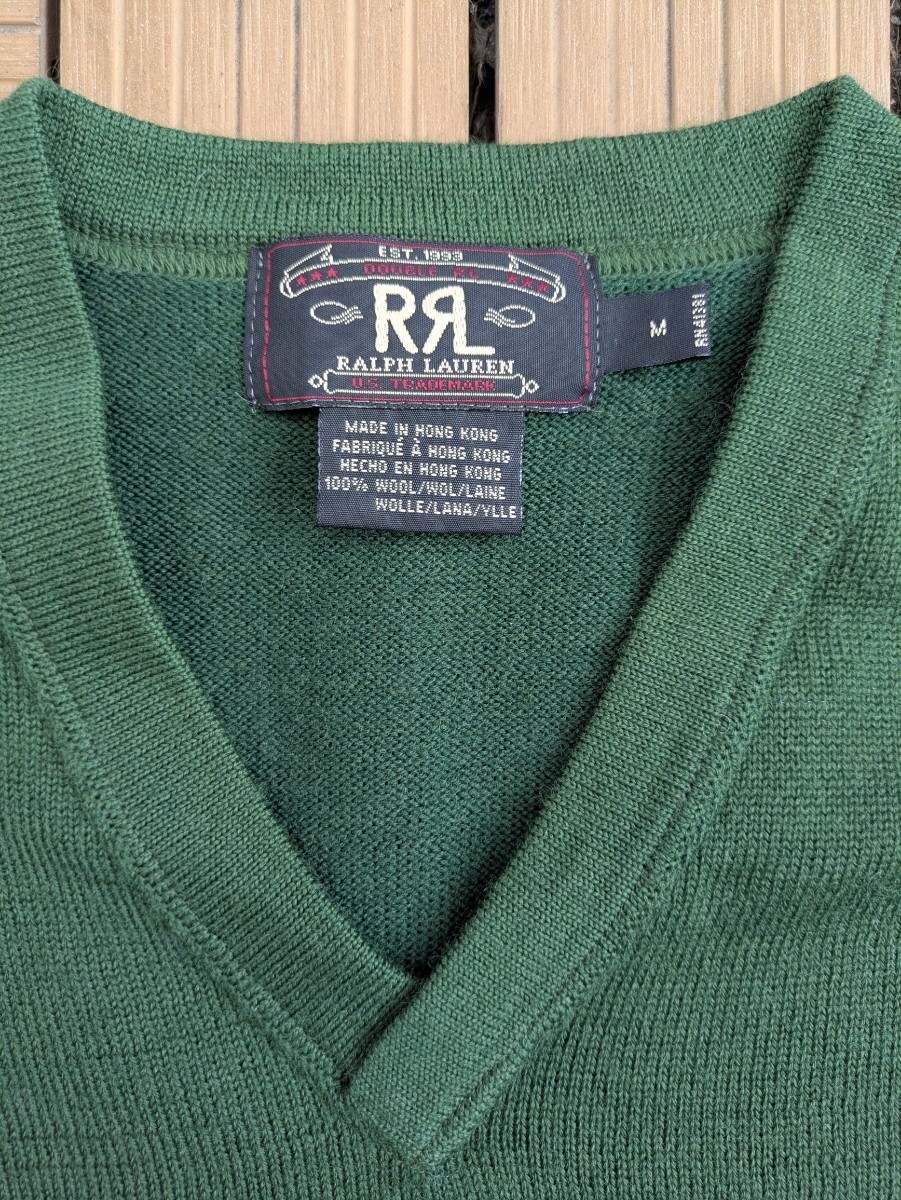 EST. 1993
DOUBLE RL
RRL
RALPH LAUREN
U.S. TRADEMARK
M
RN41381
MADE IN HONG KONG
FABRIQUÉ À HONG KONG
HECHO EN HONG KONG
100% WOOL/WOL/LAINE
WOLLE/LANA/YLLE